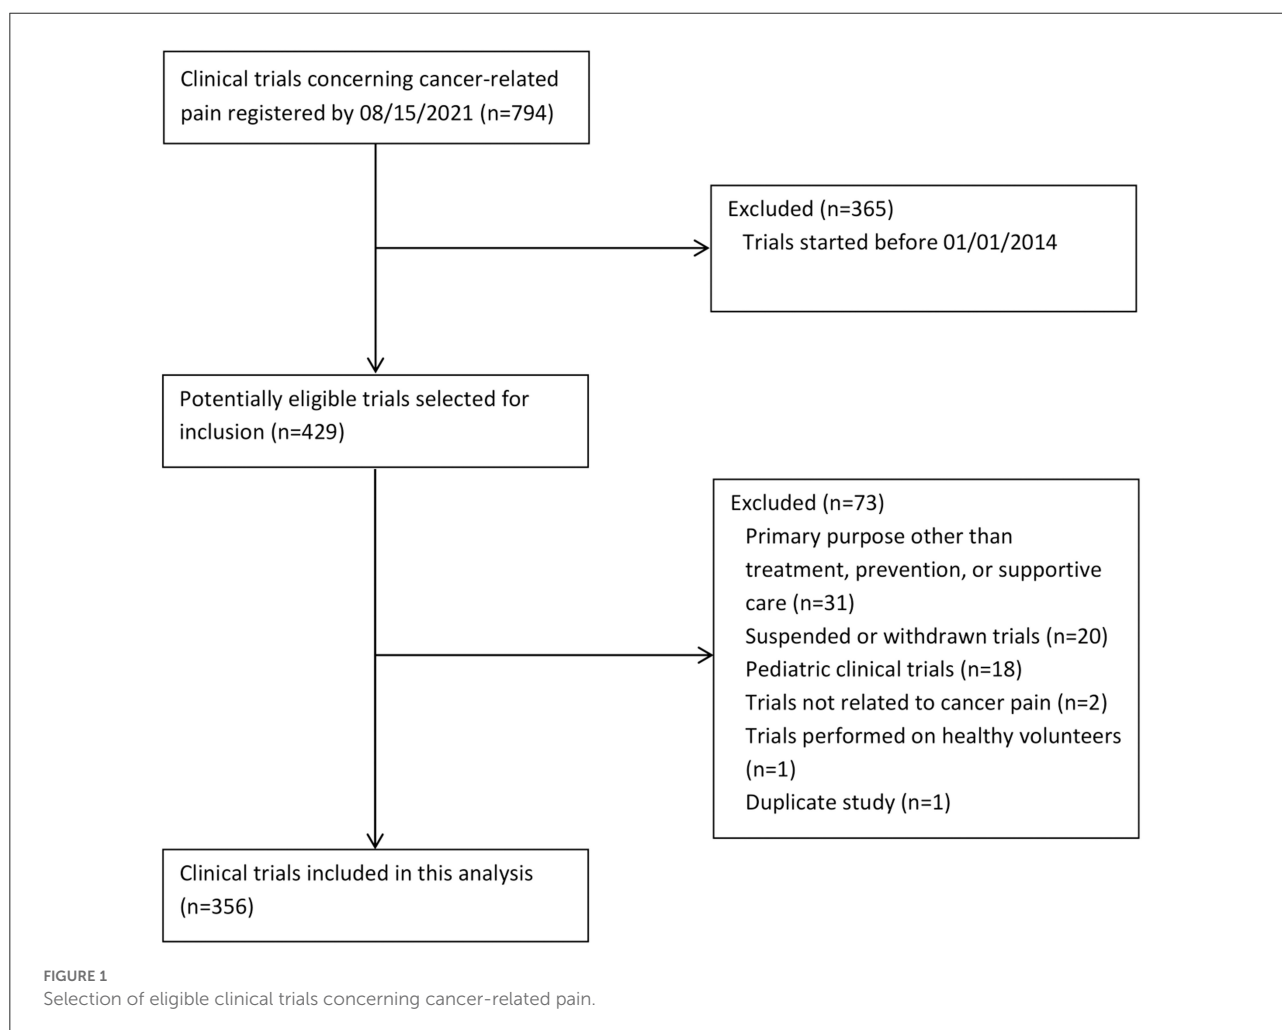 Clinical trials concerning cancer-related
pain registered by 08/15/2021 (n=794)
Excluded (n=365)
Trials started before 01/01/2014
Potentially eligible trials selected for
inclusion (n=429)
Excluded (n=73)
Primary purpose other than
treatment, prevention, or supportive
care (n=31)
Suspended or withdrawn trials (n=20)
Pediatric clinical trials (n=18)
Trials not related to cancer pain (n=2)
Trials performed on healthy volunteers
(n=1)
Duplicate study (n=1)
Clinical trials included in this analysis
(n=356)
FIGURE 1
Selection of eligible clinical trials concerning cancer-related pain.